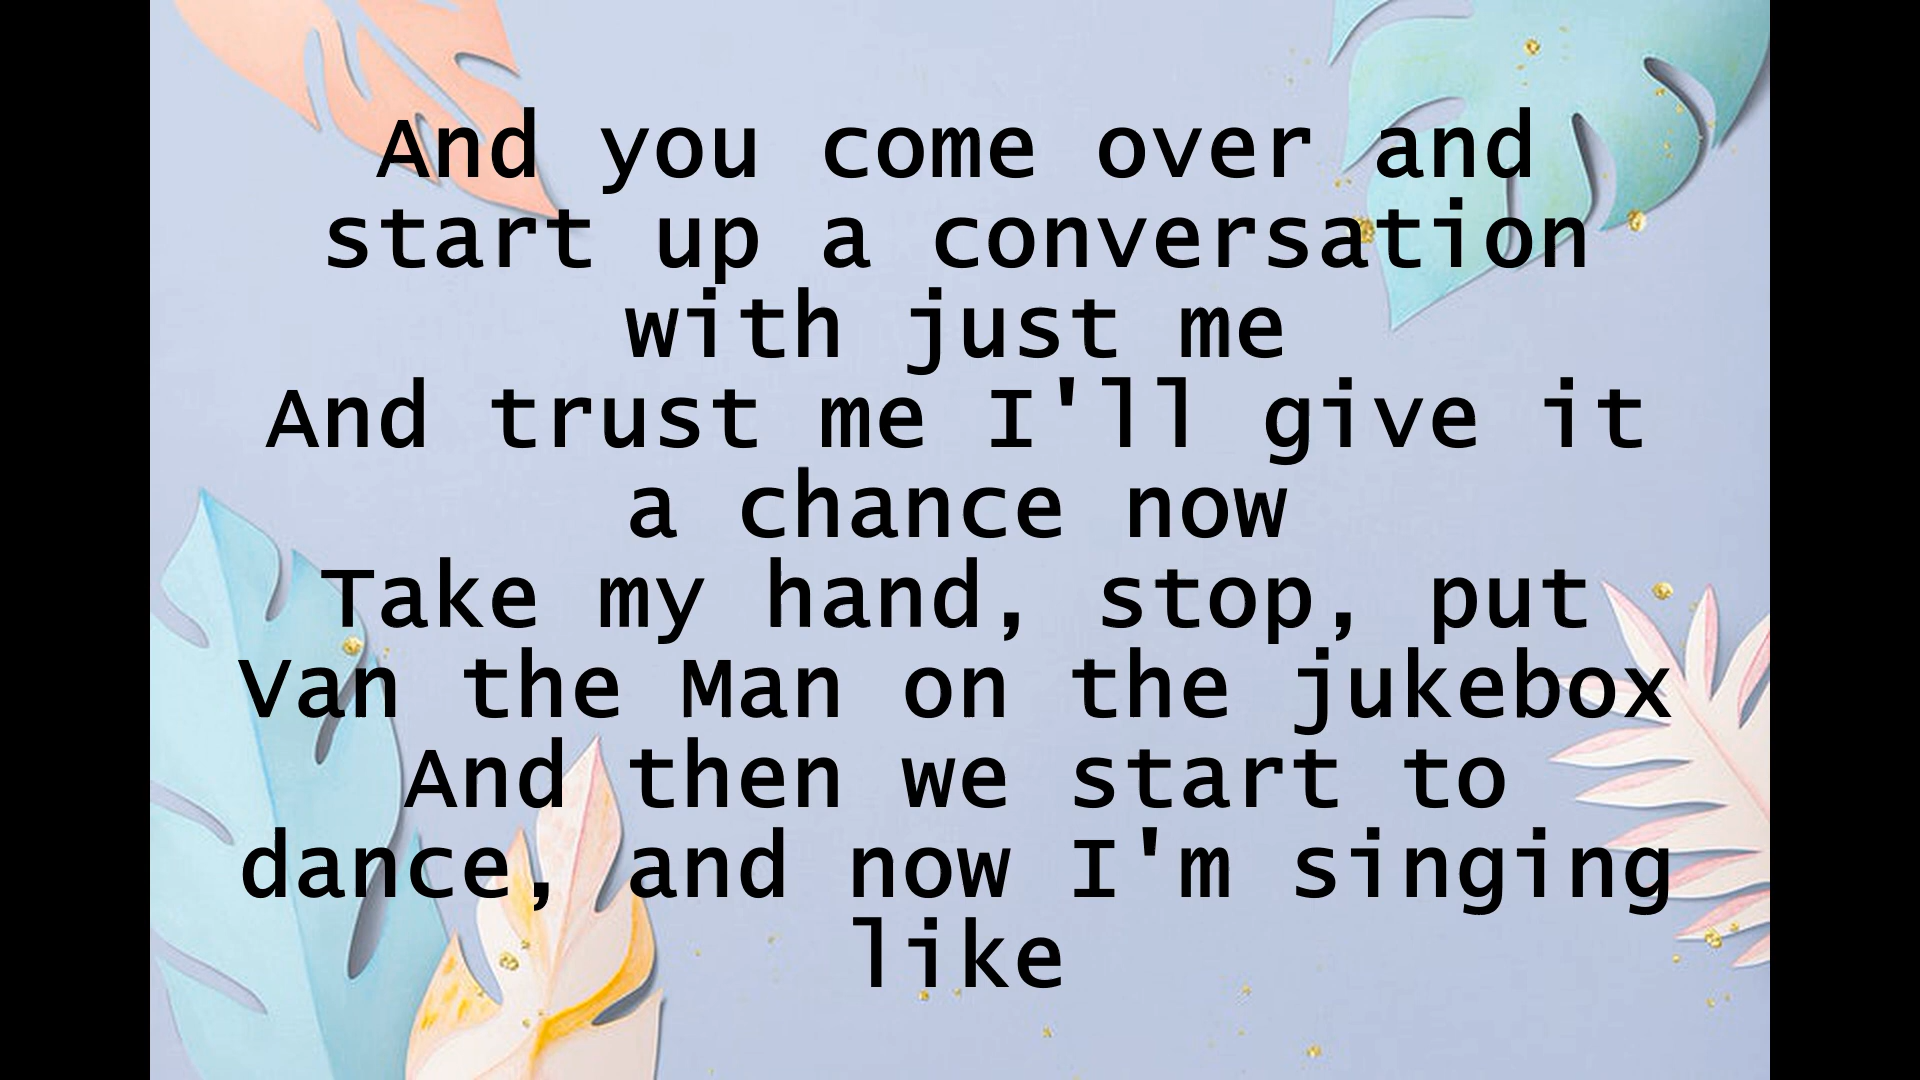 And you come over and
start up a conversation
with just me
And trust me I'll give it
a chance now
Take my hand, stop, put
Van the Man on the jukebox
And then we start to
dance, and now I'm singing
like